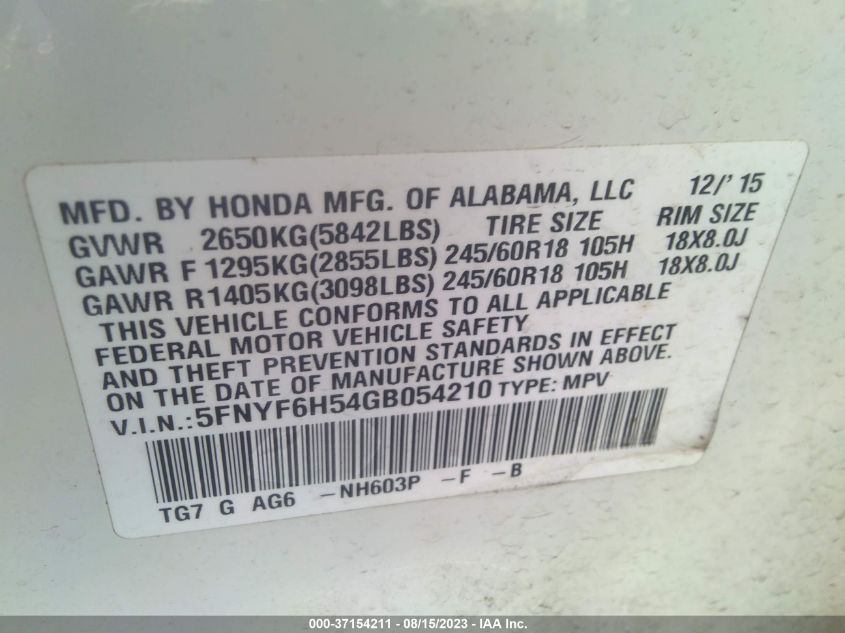 MFD. BY HONDA MFG. OF ALABAMA, LLC 12/'15
GVWR 2650KG(5842LBS) TIRE SIZE RIM SIZE
GAWR F 1295KG(2855LBS) 245/60R18 105H 18X8.0J
GAWR R 1405KG(3098LBS) 245/60R18 105H 18X8.0J
THIS VEHICLE CONFORMS TO ALL APPLICABLE
FEDERAL MOTOR VEHICLE SAFETY
AND THEFT PREVENTION STANDARDS IN EFFECT
ON THE DATE OF MANUFACTURE SHOWN ABOVE.
V.I.N.:5FNYF6H54GB054210 TYPE: MPV
TG7 G AG6 -NH603P -F -B
000-37154211 - 08/15/2023 - IAA Inc.